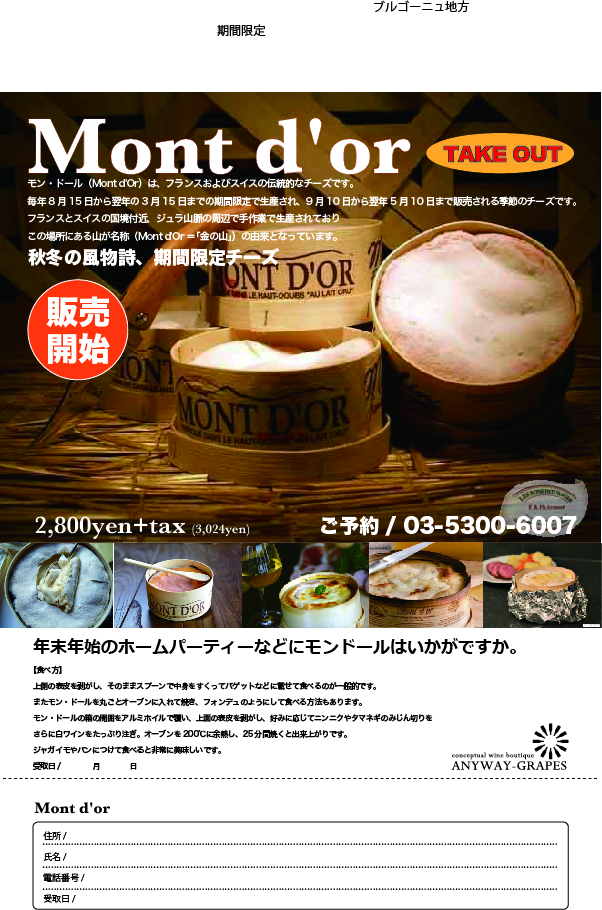 ブルゴーニュ地方
期間限定
Mont d'or
TAKE OUT
モン・ドール（Mont d'Or）は、フランスおよびスイスの伝統的なチーズです。
毎年8月15日から翌年の3月15日までの期間限定で生産され、9月10日から翌年5月10日まで販売される季節のチーズです。
フランスとスイスの国境付近、ジュラ山脈の周辺で手作業で生産されており
この場所にある山が名称（Mont d'Or＝「金の山」）の由来となっています。
秋冬の風物詩、期間限定チーズ
販売
開始
MONT D'OR
MONT D'OR
2,800yen+tax (3,024yen)
ご予約 / 03-5300-6007
MONT D'OR
Mont d'or
年末年始のホームパーティーなどにモンドールはいかがですか。
【食べ方】
上側の表皮を剥がし、そのままスプーンで中身をすくってバゲットなどに載せて食べるのが一般的です。
またモン・ドールを丸ごとオーブンに入れて焼き、フォンデュのようにして食べる方法もあります。
モン・ドールの箱の周囲をアルミホイルで覆い、上面の表皮を剥がし、好みに応じてニンニクやタマネギのみじん切りを
さらに白ワインをたっぷり注ぎ。オーブンを200℃に余熱し、25分間焼くと出来上がりです。
ジャガイモやパンにつけて食べると非常に美味しいです。
受取日 / 月 日
conceptual wine boutique
ANYWAY-GRAPES
Mont d'or
住所 /
氏名 /
電話番号 /
受取日 /